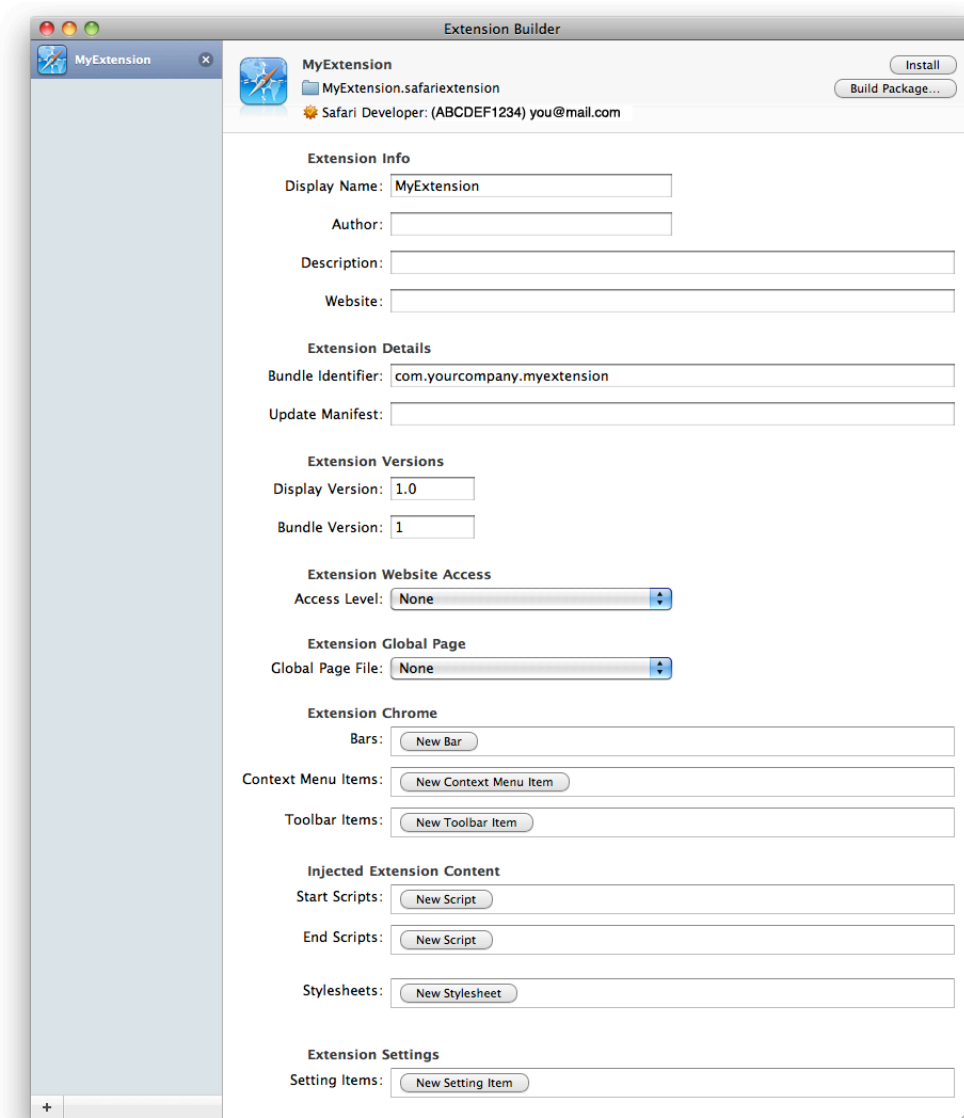 Extension Builder
MyExtension
MyExtension
Install
MyExtension.safariextension
Build Package...
Safari Developer: (ABCDEF1234) you@mail.com
Extension Info
Display Name: MyExtension
Author:
Description:
Website:
Extension Details
Bundle Identifier: com.yourcompany.myextension
Update Manifest:
Extension Versions
Display Version: 1.0
Bundle Version: 1
Extension Website Access
Access Level: None
Extension Global Page
Global Page File: None
Extension Chrome
Bars: New Bar
Context Menu Items: New Context Menu Item
Toolbar Items: New Toolbar Item
Injected Extension Content
Start Scripts: New Script
End Scripts: New Script
Stylesheets: New Stylesheet
Extension Settings
Setting Items: New Setting Item
+